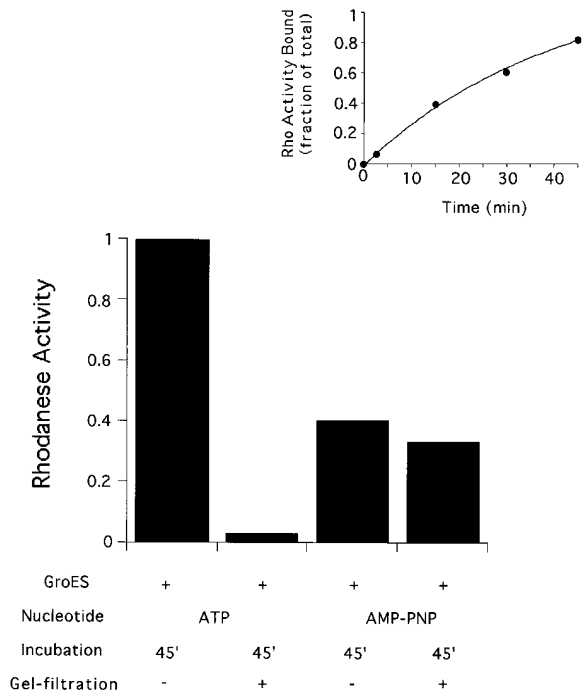 Rho Activity Bound
(fraction of total)
1
0.8
0.6
0.4
0.2
0
0 10 20 30 40
Time (min)
Rhodanese Activity
1
0.8
0.6
0.4
0.2
0
GroES + + + +
Nucleotide ATP AMP-PNP
Incubation 45' 45' 45' 45'
Gel-filtration - + - +